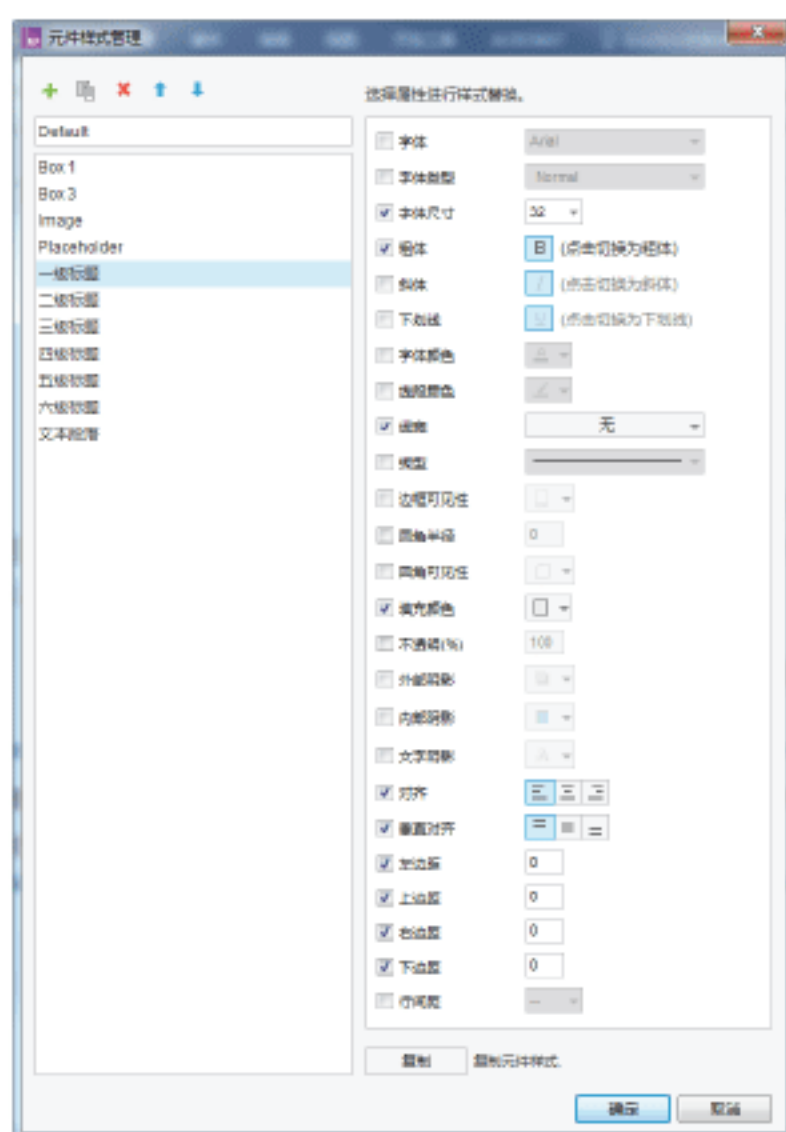 元件样式管理
选择属性进行样式替换。
Default
Box 1
Box 3
Image
Placeholder
一级标题
二级标题
三级标题
四级标题
五级标题
六级标题
文本段落
字体 Arial
字体类型 Normal
字体尺寸 32
粗体 B (点击切换为粗体)
斜体 I (点击切换为斜体)
下划线 U (点击切换为下划线)
字体颜色
线段颜色
线宽 无
线型
边框可见性
圆角半径 0
圆角可见性
填充颜色
不透明(%) 100
外部阴影
内部阴影
文字阴影
对齐
垂直对齐
左边距 0
上边距 0
右边距 0
下边距 0
行间距 --
复制 复制元件样式.
确定 取消